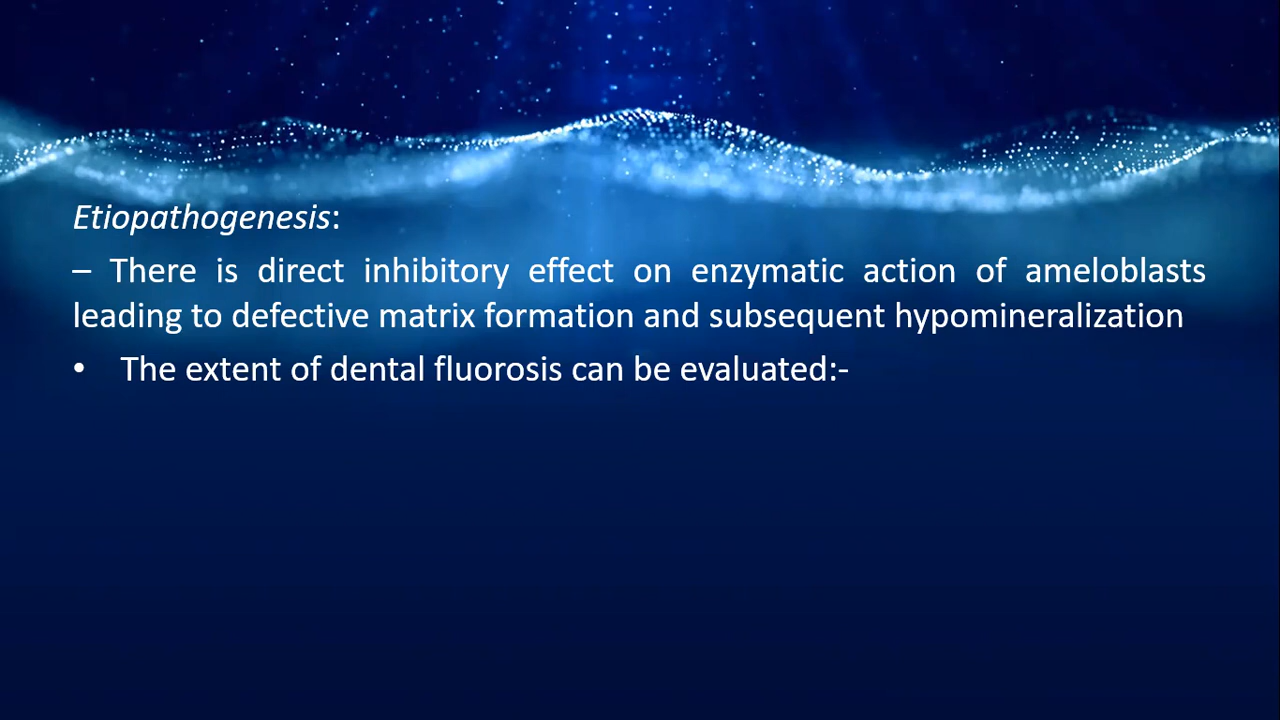 Etiopathogenesis:
– There is direct inhibitory effect on enzymatic action of ameloblasts
leading to defective matrix formation and subsequent hypomineralization
• The extent of dental fluorosis can be evaluated:-